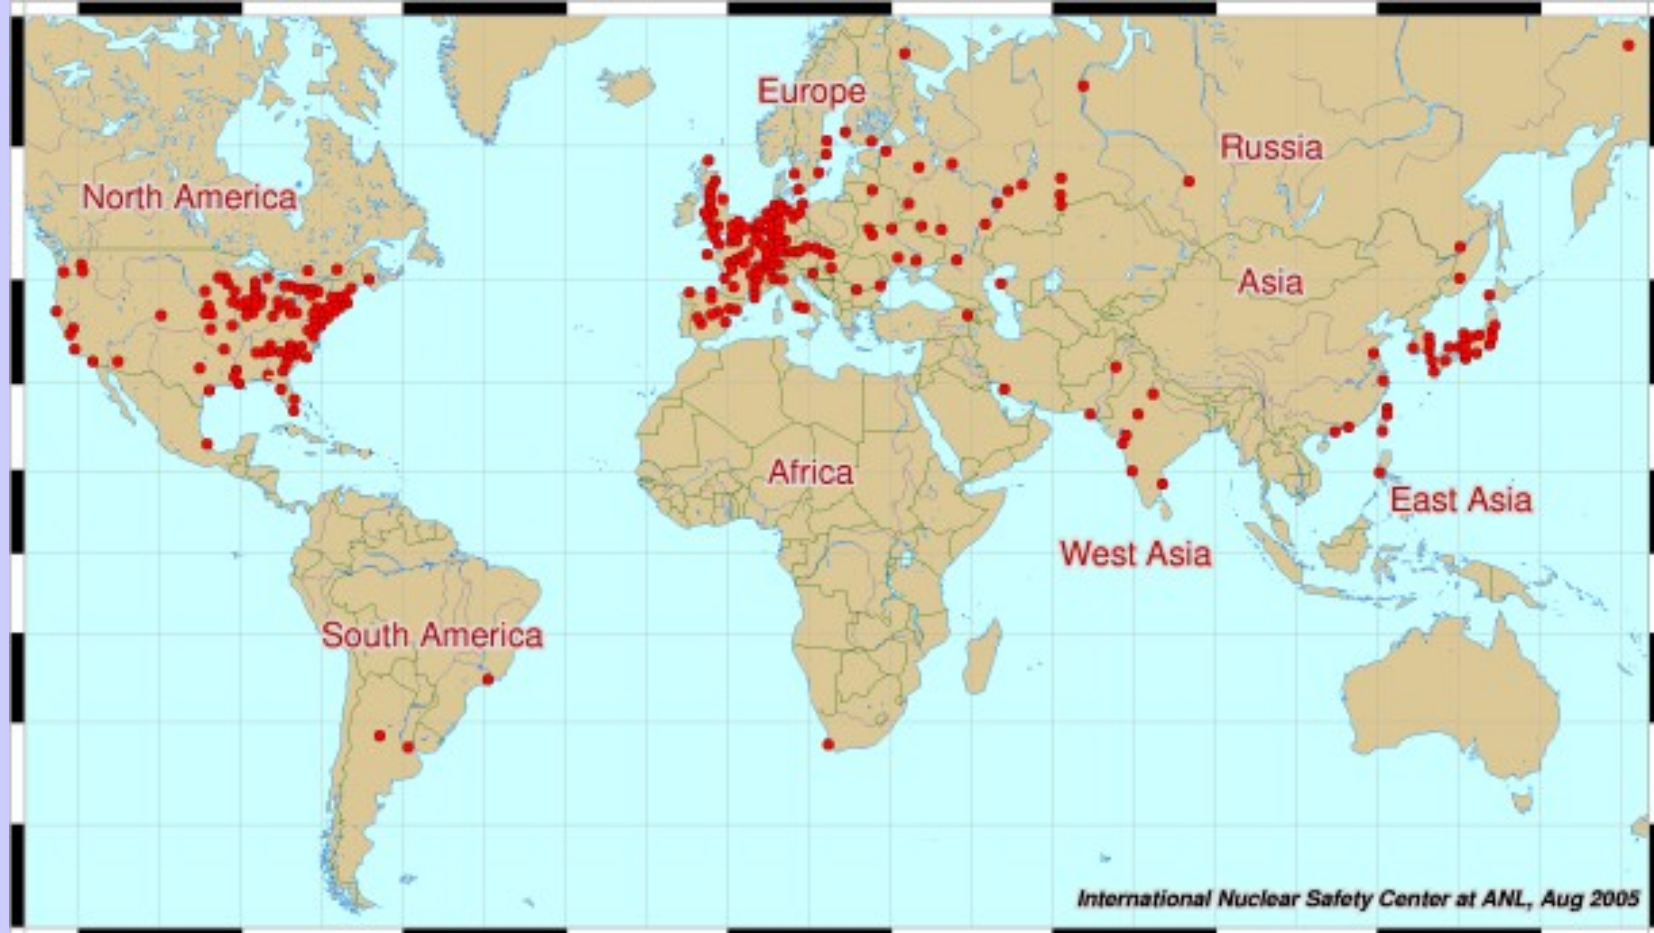 Europe
Russia
North America
Asia
Africa
East Asia
West Asia
South America
International Nuclear Safety Center at ANL, Aug 2005